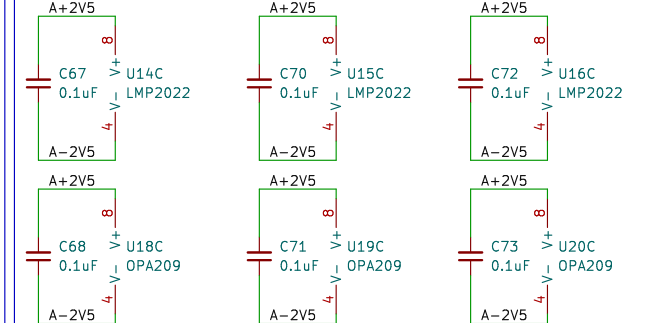 A+2V5 A+2V5 A+2V5
8 8 8
C67 V+ U14C C70 V+ U15C C72 V+ U16C
0.1uF V- LMP2022 0.1uF V- LMP2022 0.1uF V- LMP2022
4 4 4
A-2V5 A-2V5 A-2V5
A+2V5 A+2V5 A+2V5
8 8 8
C68 V+ U18C C71 V+ U19C C73 V+ U20C
0.1uF V- OPA209 0.1uF V- OPA209 0.1uF V- OPA209
4 4 4
A-2V5 A-2V5 A-2V5